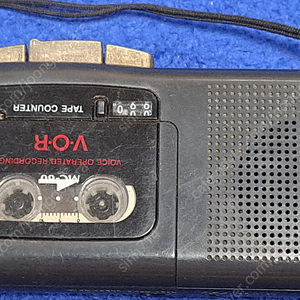 TAPE COUNTER
V·O·R
VOICE OPERATED RECORDING
MC-60